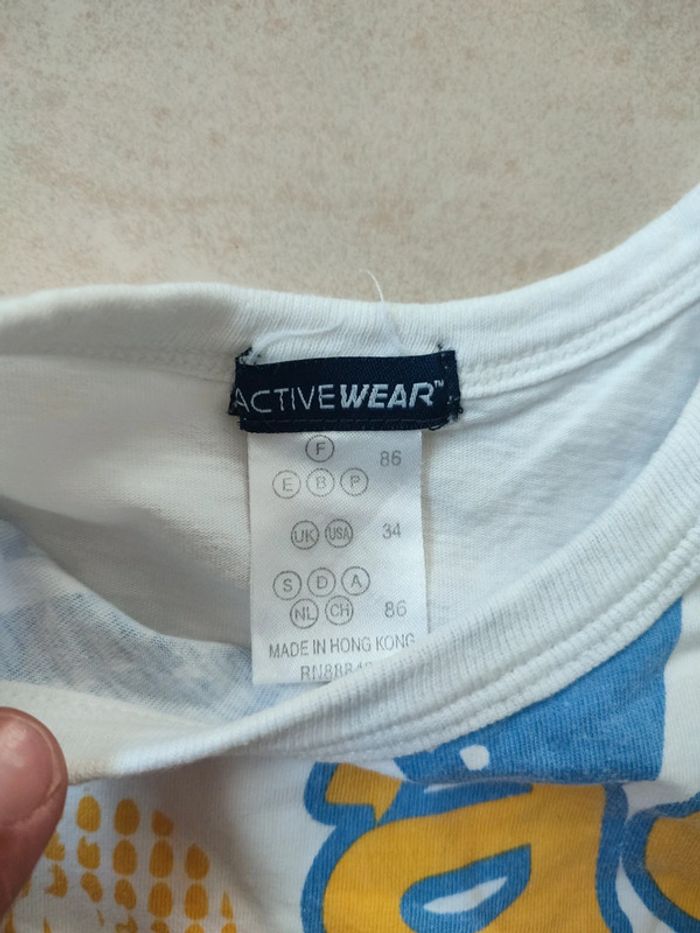 ACTIVEWEAR™
F 86
E B P
UK USA 34
S D A
NL CH 86
MADE IN HONG KONG